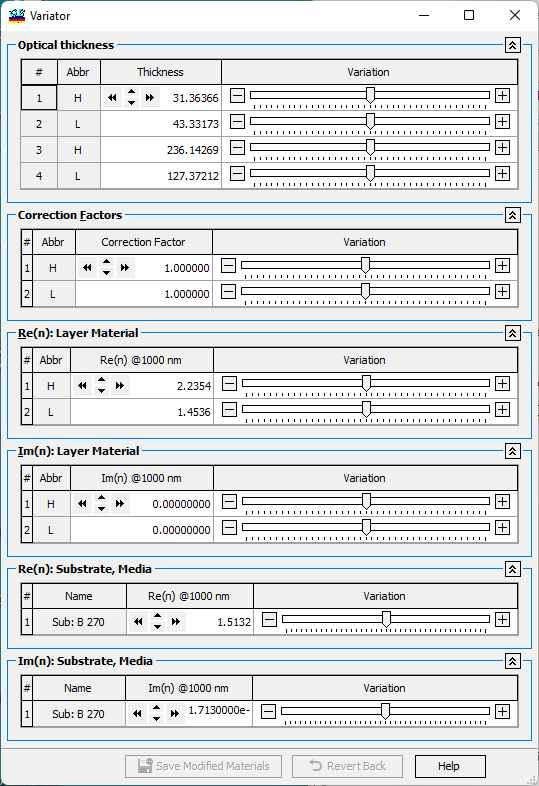 Variator
Optical thickness
# Abbr Thickness Variation
1 H 31.36366
2 L 43.33173
3 H 236.14269
4 L 127.37212
Correction Factors
# Abbr Correction Factor Variation
1 H 1.000000
2 L 1.000000
Re(n): Layer Material
# Abbr Re(n) @1000 nm Variation
1 H 2.2354
2 L 1.4536
Im(n): Layer Material
# Abbr Im(n) @1000 nm Variation
1 H 0.00000000
2 L 0.00000000
Re(n): Substrate, Media
# Name Re(n) @1000 nm Variation
1 Sub: B 270 1.5132
Im(n): Substrate, Media
# Name Im(n) @1000 nm Variation
1 Sub: B 270 1.7130000e-
Save Modified Materials Revert Back Help